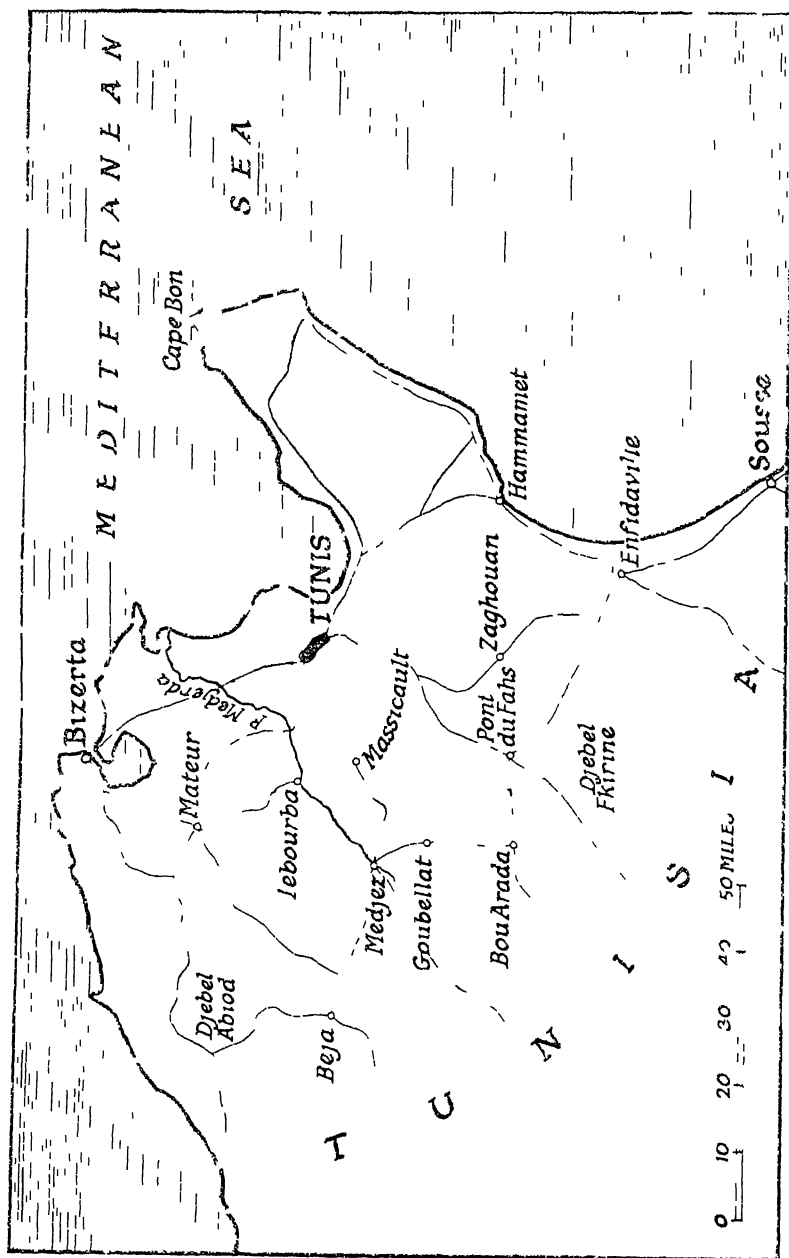 MEDITERRANEAN
SEA
Cape Bon
Bizerta
R. Medjerda
TUNIS
Mateur
Tebourba
Massicault
Hammamet
Medjez
Zaghouan
Djebel
Abiod
Goubellat
Pont
du Fahs
Enfidaville
Beja
Bou Arada
Djebel
Fkirine
Sousse
TUNISIA
0 10 20 30 40 50 MILES